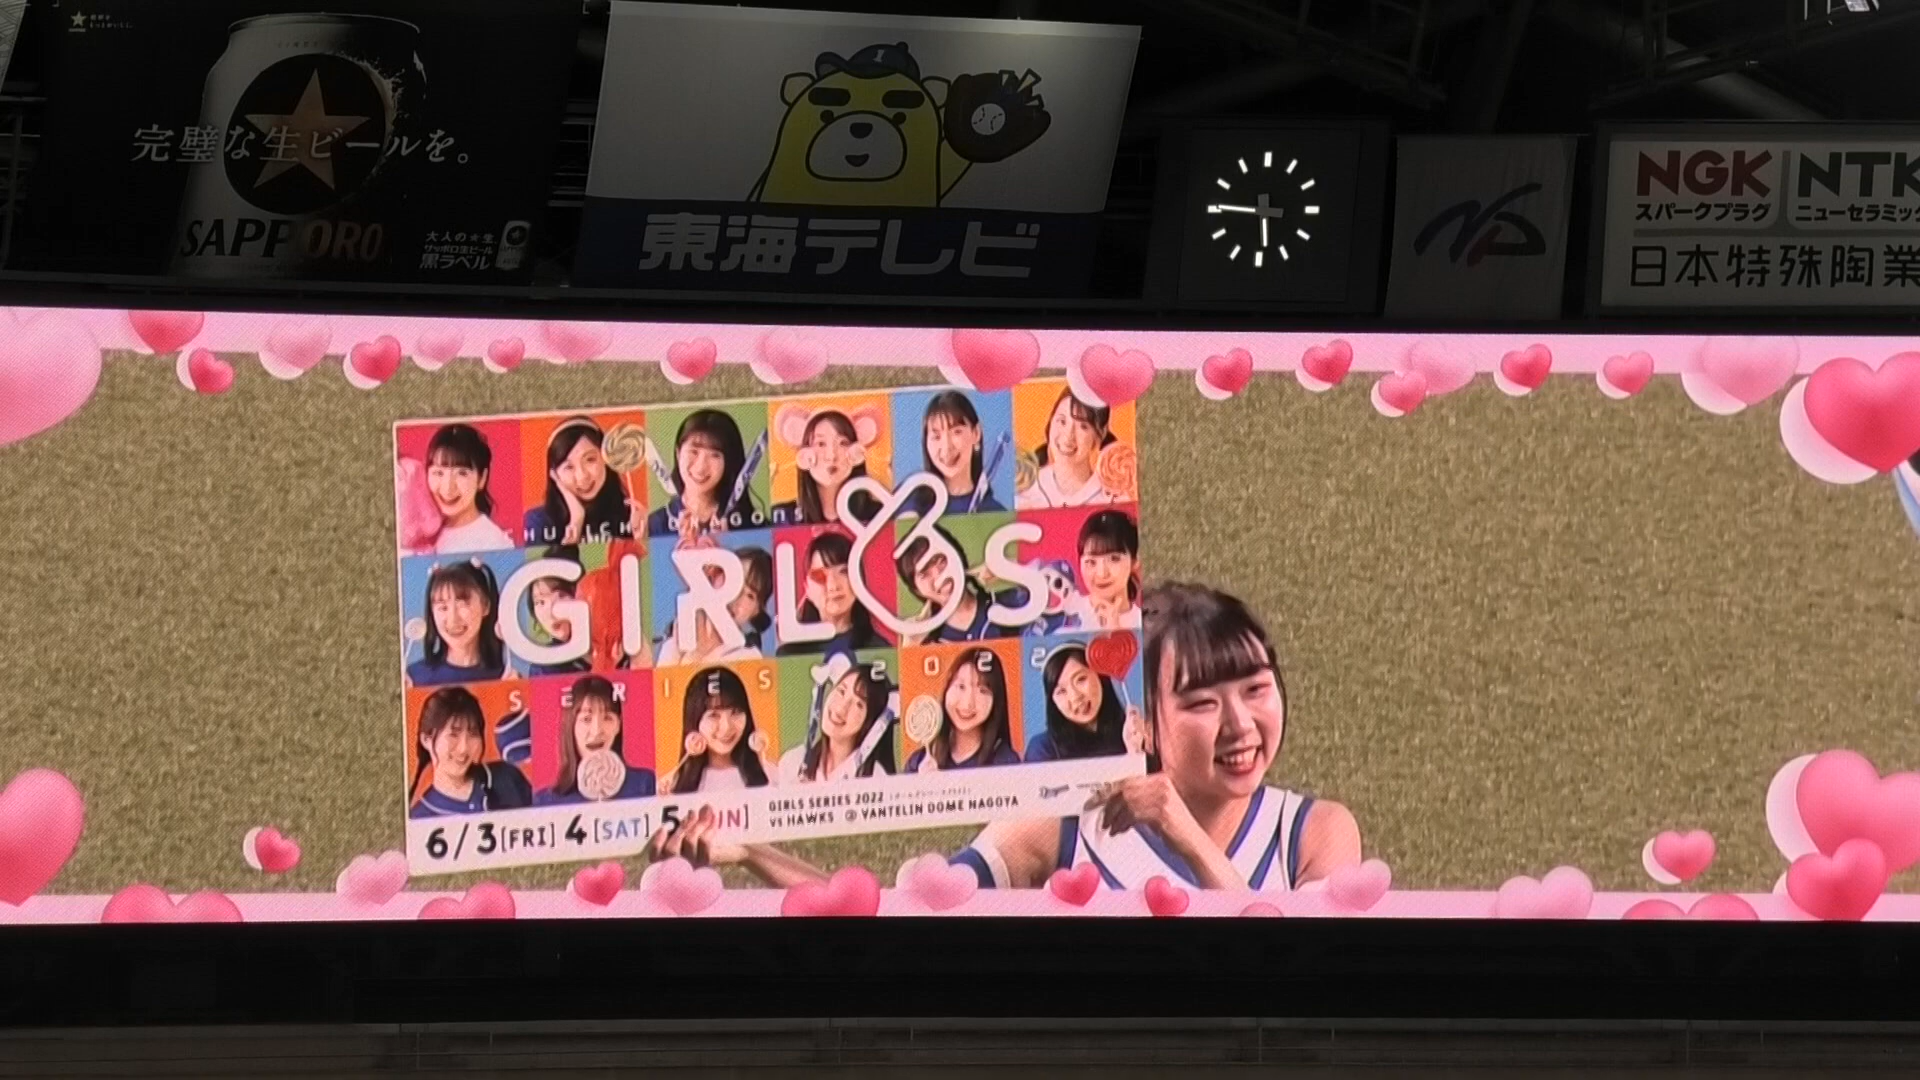 完璧な生ビールを。
SAPPORO
大人の★生。
サッポロ生ビール
黒ラベル
東海テレビ
NGK
スパークプラグ
NTK
ニューセラミック
日本特殊陶業
CHUNICHI DRAGONS
GIRLS
SERIES 2022
6/3[FRI] 4[SAT] 5[SUN]
GIRLS SERIES 2022
VS HAWKS @ VANTELIN DOME NAGOYA